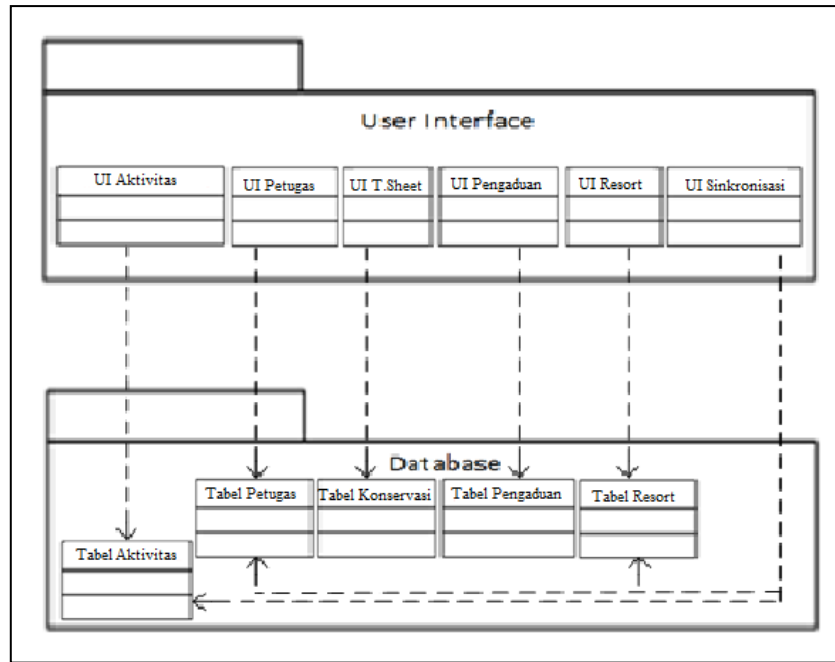 User Interface
UI Aktivitas
UI Petugas
UI T.Sheet
UI Pengaduan
UI Resort
UI Sinkronisasi
Database
Tabel Petugas
Tabel Konservasi
Tabel Pengaduan
Tabel Resort
Tabel Aktivitas